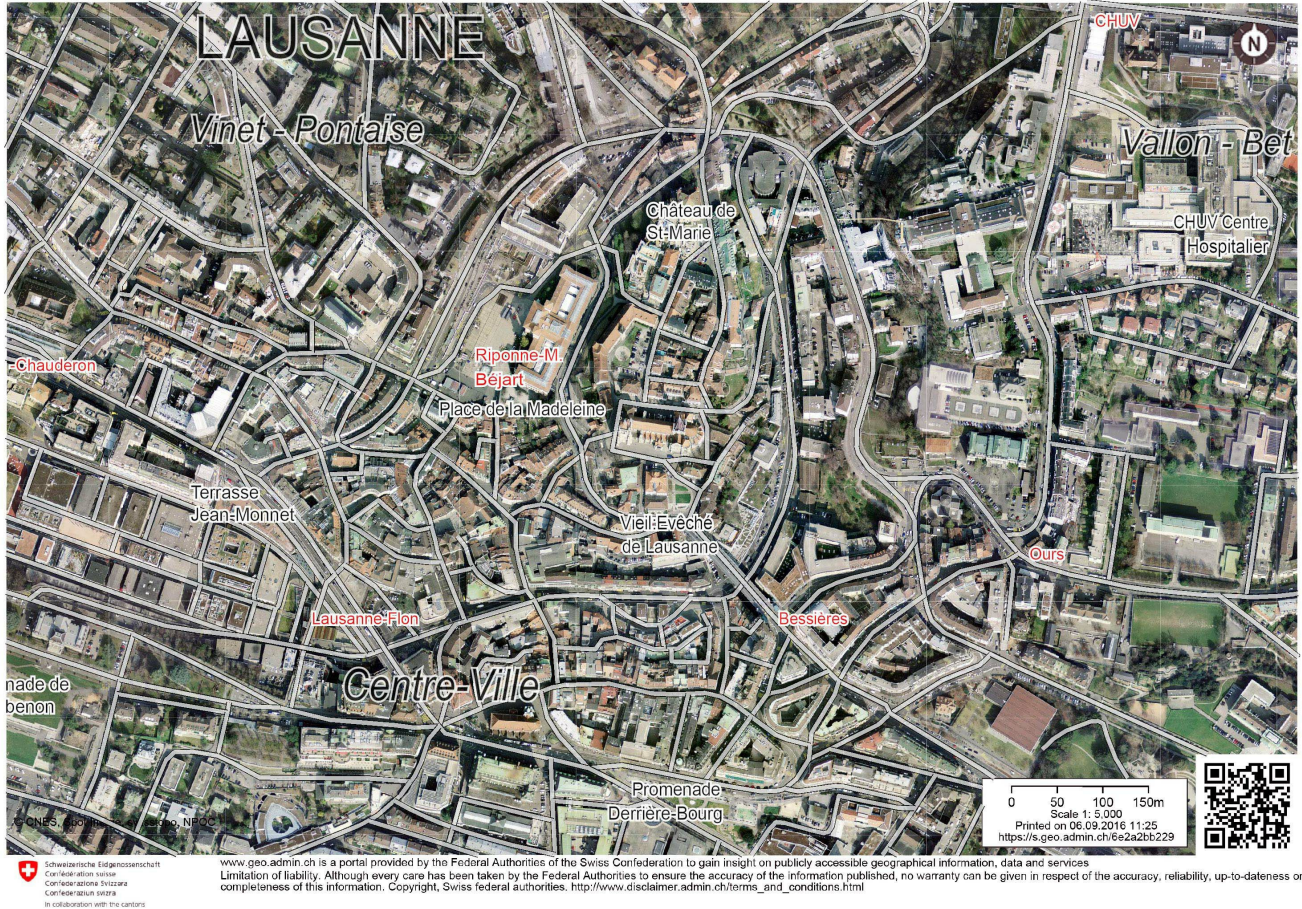 LAUSANNE
CHUV
N
Vinet - Pontaise
Vallon - Bet
Château de
St-Marie
CHUV Centre
Hospitalier
-Chauderon
Riponne-M.
Béjart
Place de la Madeleine
Terrasse
Jean-Monnet
Vieil-Evêché
de Lausanne
Ours
Lausanne-Flon
Bessières
Centre-Ville
nade de
benon
Promenade
Derrière-Bourg
0 50 100 150m
Scale 1: 5,000
Printed on 06.09.2016 11:25
https://s.geo.admin.ch/6e2a2bb229
© CNES, NPOC
Schweizerische Eidgenossenschaft
Confédération suisse
Confederazione Svizzera
Confederaziun svizra
In collaboration with the cantons
www.geo.admin.ch is a portal provided by the Federal Authorities of the Swiss Confederation to gain insight on publicly accessible geographical information, data and services
Limitation of liability. Although every care has been taken by the Federal Authorities to ensure the accuracy of the information published, no warranty can be given in respect of the accuracy, reliability, up-to-dateness or
completeness of this information. Copyright, Swiss federal authorities. http://www.disclaimer.admin.ch/terms_and_conditions.html